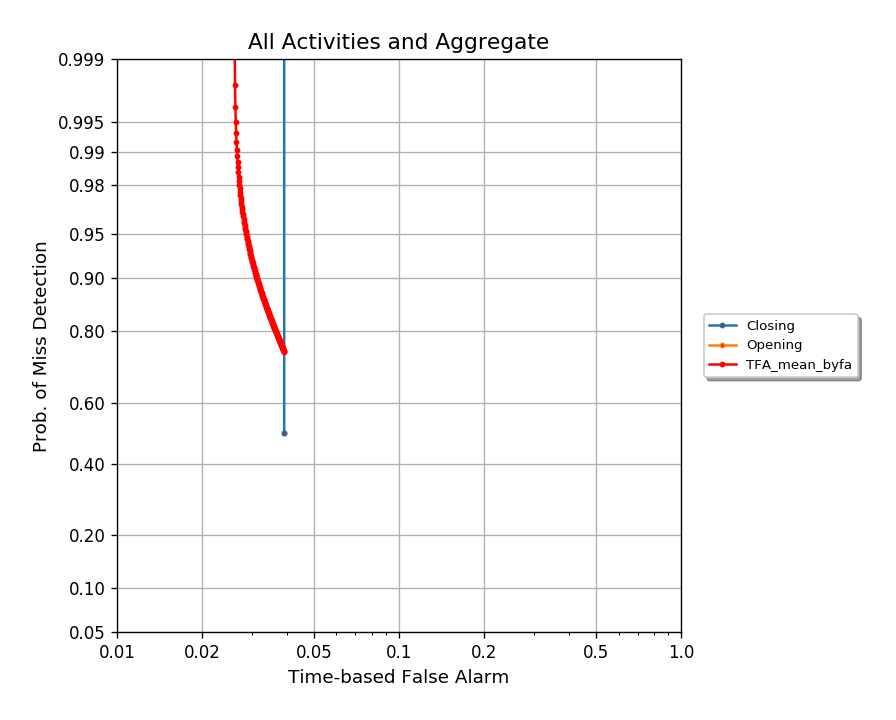 All Activities and Aggregate
0.999
0.995
0.99
0.98
0.95
0.90
0.80
0.60
0.40
0.20
0.10
0.05
Prob. of Miss Detection
0.01 0.02 0.05 0.1 0.2 0.5 1.0
Time-based False Alarm
Closing
Opening
TFA_mean_byfa